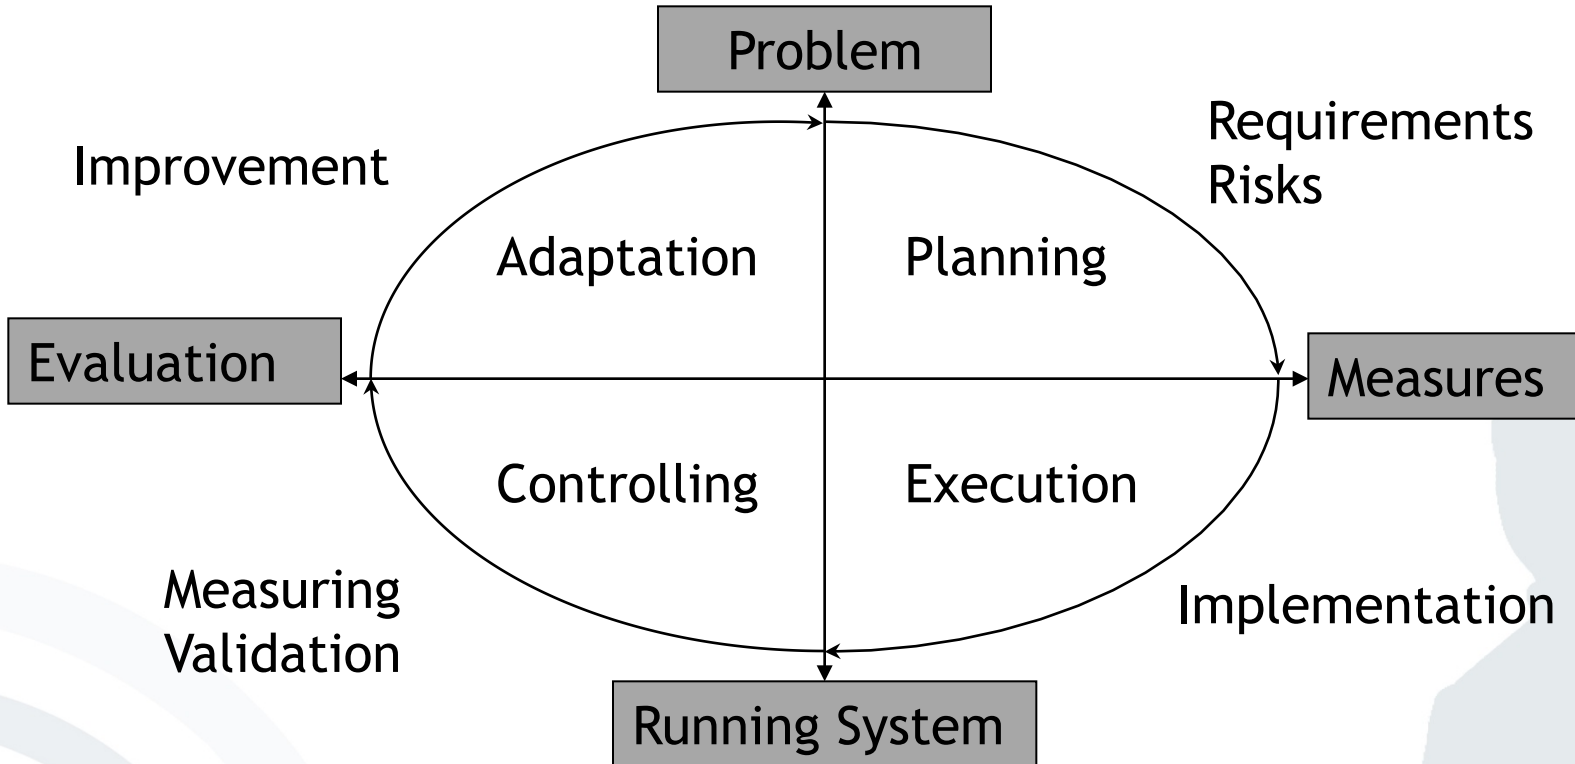 Problem
Requirements
Risks
Improvement
Adaptation
Planning
Evaluation
Measures
Controlling
Execution
Measuring
Validation
Implementation
Running System